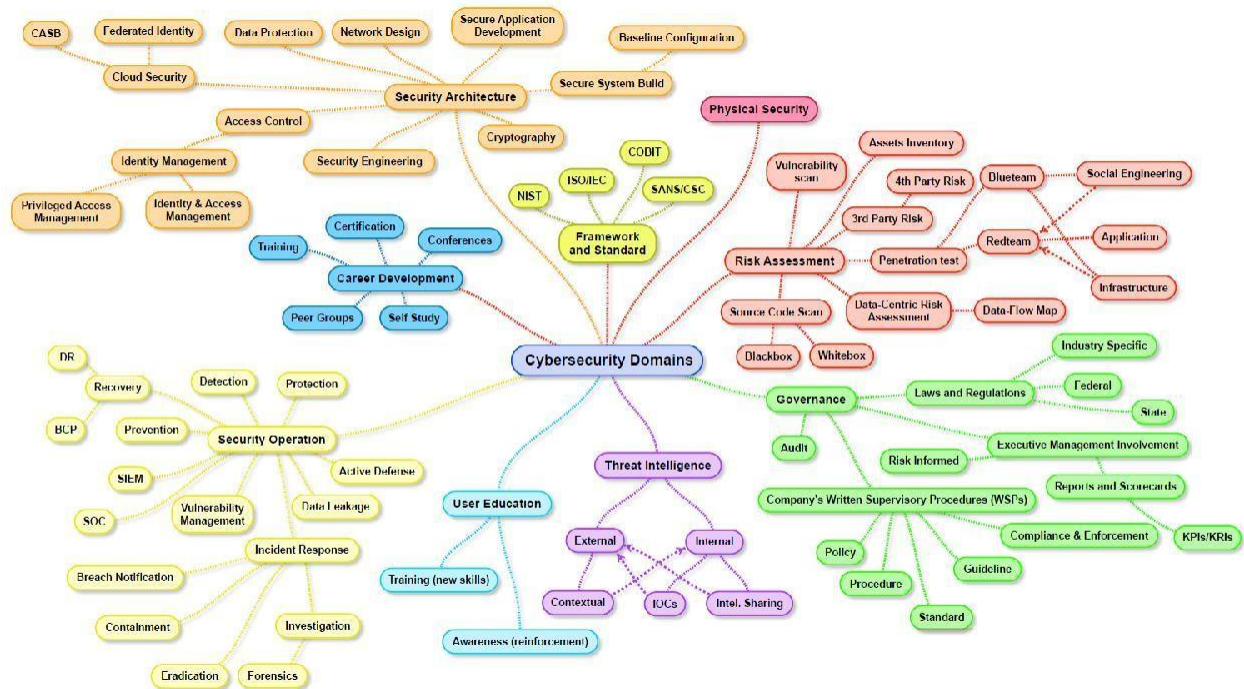 CASB
Federated Identity
Data Protection
Network Design
Secure Application
Development
Baseline Configuration
Cloud Security
Security Architecture
Secure System Build
Access Control
Cryptography
Security Engineering
Identity Management
Privileged Access
Management
Identity & Access
Management
Physical Security
NIST
ISO/IEC
COBIT
SANS/CSC
Framework
and Standard
Certification
Training
Conferences
Career Development
Peer Groups
Self Study
Assets Inventory
Vulnerability
scan
4th Party Risk
Blueteam
Social Engineering
3rd Party Risk
Redteam
Application
Risk Assessment
Penetration test
Infrastructure
Source Code Scan
Data-Centric Risk
Assessment
Data-Flow Map
Blackbox
Whitebox
Cybersecurity Domains
Industry Specific
Governance
Laws and Regulations
Federal
State
Audit
Executive Management Involvement
Risk Informed
Reports and Scorecards
KPIs/KRIs
Company's Written Supervisory Procedures (WSPs)
Compliance & Enforcement
Policy
Procedure
Guideline
Standard
DR
Recovery
Detection
Protection
BCP
Prevention
Security Operation
SIEM
Active Defense
SOC
Vulnerability
Management
Data Leakage
Incident Response
Breach Notification
Containment
Investigation
Eradication
Forensics
User Education
Training (new skills)
Awareness (reinforcement)
Threat Intelligence
External
Internal
Contextual
IOCs
Intel. Sharing